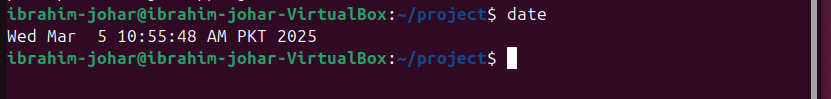 ibrahim-johar@ibrahim-johar-VirtualBox:~/project$ date
Wed Mar  5 10:55:48 AM PKT 2025
ibrahim-johar@ibrahim-johar-VirtualBox:~/project$